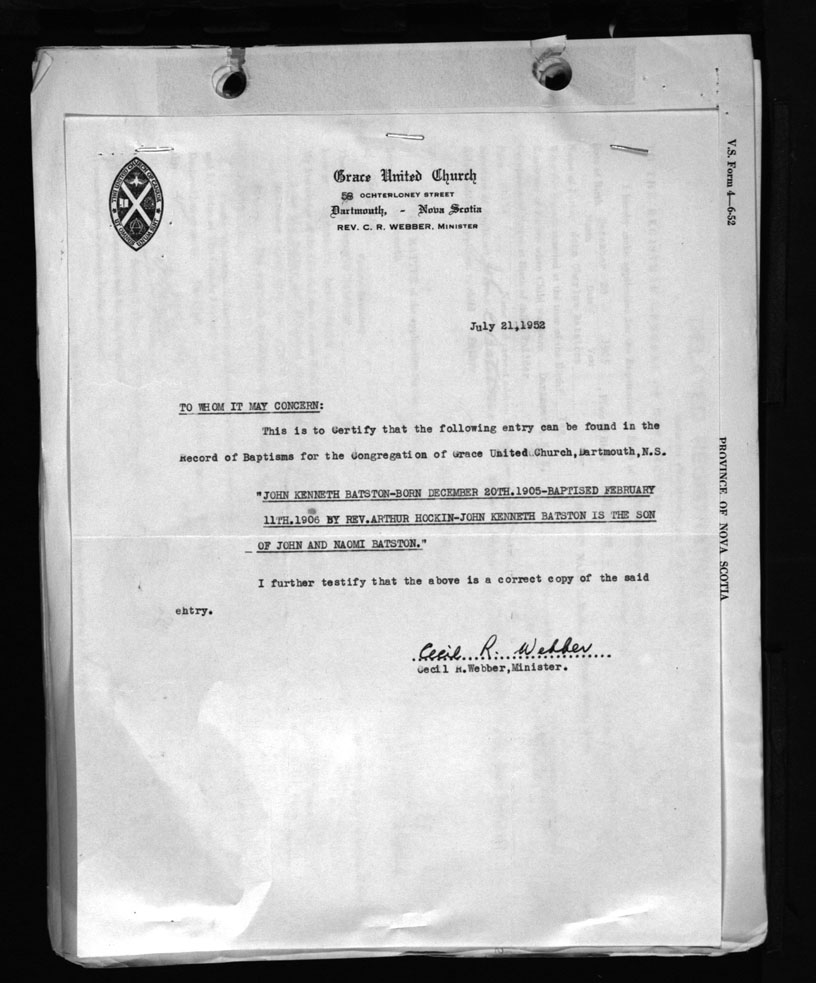 Grace United Church
58 OCHTERLONEY STREET
Dartmouth, - Nova Scotia
REV. C. R. WEBBER, MINISTER
V.S. Form 4—6-52
July 21,1952
TO WHOM IT MAY CONCERN:
This is to Certify that the following entry can be found in the
Record of Baptisms for the Congregation of Grace United Church,Dartmouth,N.S.
"JOHN KENNETH BATSTON-BORN DECEMBER 20TH.1905-BAPTISED FEBRUARY
11TH.1906 BY REV.ARTHUR HOCKIN-JOHN KENNETH BATSTON IS THE SON
OF JOHN AND NAOMI BATSTON."
I further testify that the above is a correct copy of the said
ehtry.
Cecil R. Webber
Cecil R.Webber,Minister.
PROVINCE OF NOVA SCOTIA